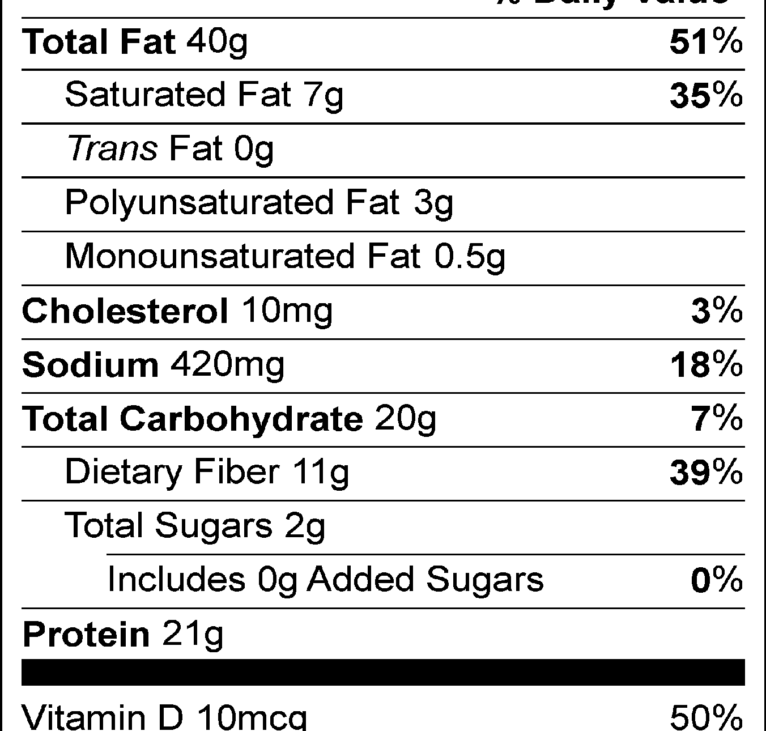 % Daily Value
Total Fat 40g 51%
Saturated Fat 7g 35%
Trans Fat 0g
Polyunsaturated Fat 3g
Monounsaturated Fat 0.5g
Cholesterol 10mg 3%
Sodium 420mg 18%
Total Carbohydrate 20g 7%
Dietary Fiber 11g 39%
Total Sugars 2g
Includes 0g Added Sugars 0%
Protein 21g
Vitamin D 10mcg 50%